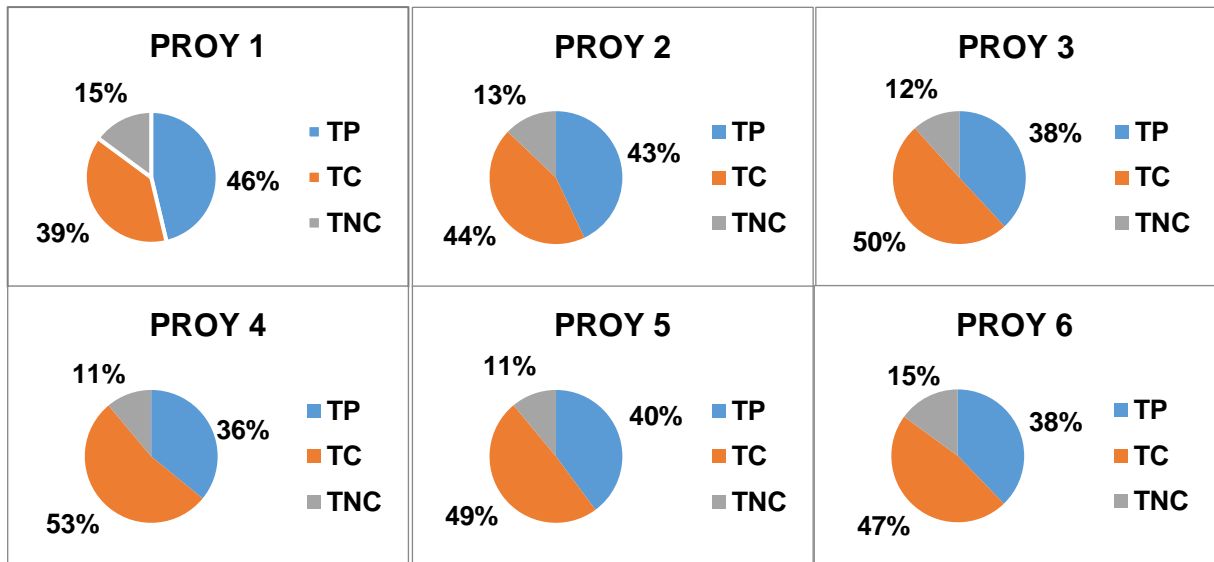 PROY 1
15%
46%
39%
TP
TC
TNC
PROY 2
13%
43%
44%
TP
TC
TNC
PROY 3
12%
38%
50%
TP
TC
TNC
PROY 4
11%
36%
53%
TP
TC
TNC
PROY 5
11%
40%
49%
TP
TC
TNC
PROY 6
15%
38%
47%
TP
TC
TNC